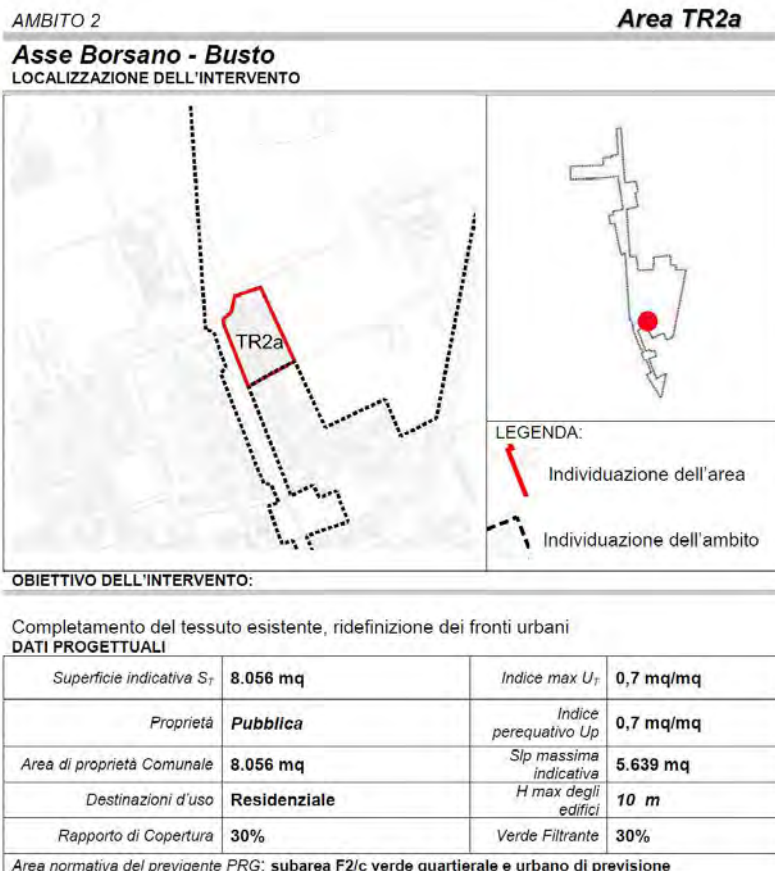 AMBITO 2 Area TR2a
Asse Borsano - Busto
LOCALIZZAZIONE DELL'INTERVENTO
TR2a
LEGENDA:
Individuazione dell'area
Individuazione dell'ambito
OBIETTIVO DELL'INTERVENTO:
Completamento del tessuto esistente, ridefinizione dei fronti urbani
DATI PROGETTUALI
Superficie indicativa ST 8.056 mq Indice max UT 0,7 mq/mq
Proprietà Pubblica Indice perequativo Up 0,7 mq/mq
Area di proprietà Comunale 8.056 mq Slp massima indicativa 5.639 mq
Destinazioni d'uso Residenziale H max degli edifici 10 m
Rapporto di Copertura 30% Verde Filtrante 30%
Area normativa del previgente PRG: subarea F2/c verde quartierale e urbano di previsione